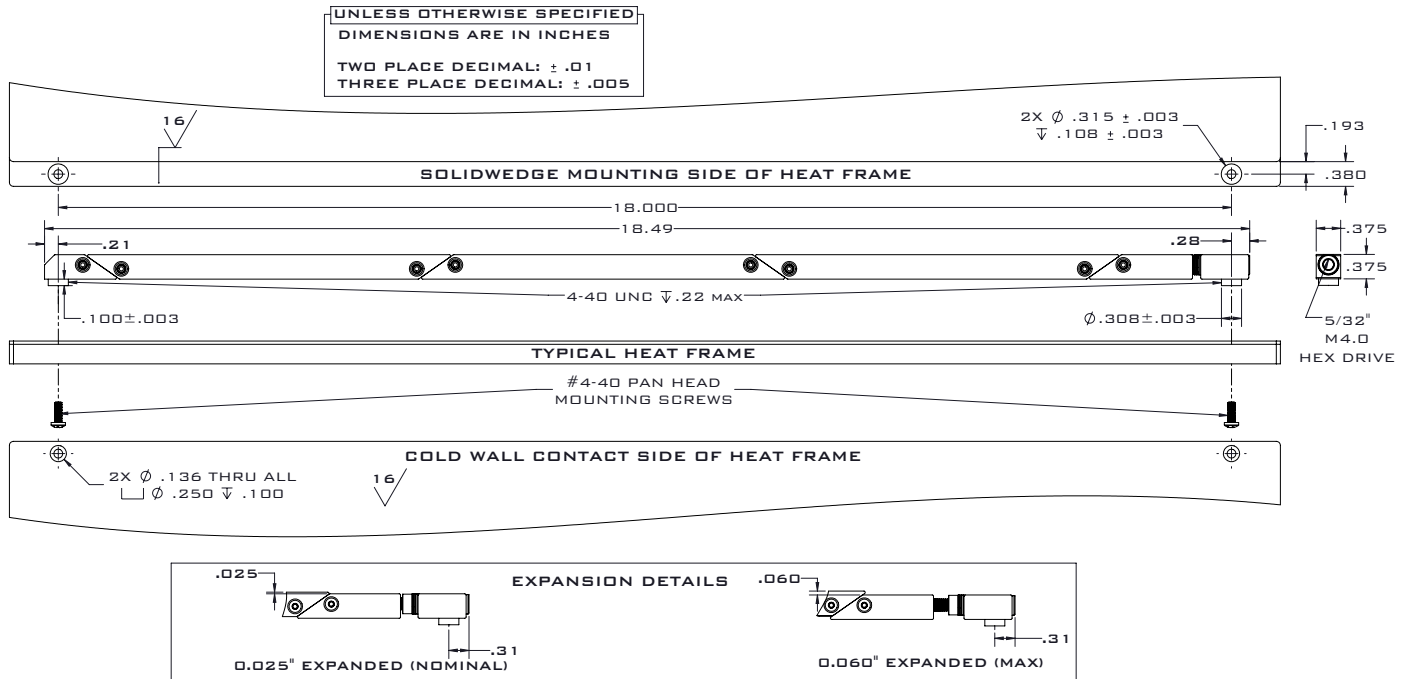 UNLESS OTHERWISE SPECIFIED
DIMENSIONS ARE IN INCHES
TWO PLACE DECIMAL: ± .01
THREE PLACE DECIMAL: ± .005
16
2X Ø .315 ± .003
↧ .108 ± .003
.193
.380
SOLIDWEDGE MOUNTING SIDE OF HEAT FRAME
18.000
18.49
.21
.28
.375
.375
4-40 UNC ↧ .22 MAX
.100±.003
Ø.308±.003
5/32"
M4.0
HEX DRIVE
TYPICAL HEAT FRAME
#4-40 PAN HEAD
MOUNTING SCREWS
COLD WALL CONTACT SIDE OF HEAT FRAME
2X Ø .136 THRU ALL
⌴ Ø .250 ↧ .100
16
EXPANSION DETAILS
.025
.060
.31
.31
0.025" EXPANDED (NOMINAL)
0.060" EXPANDED (MAX)